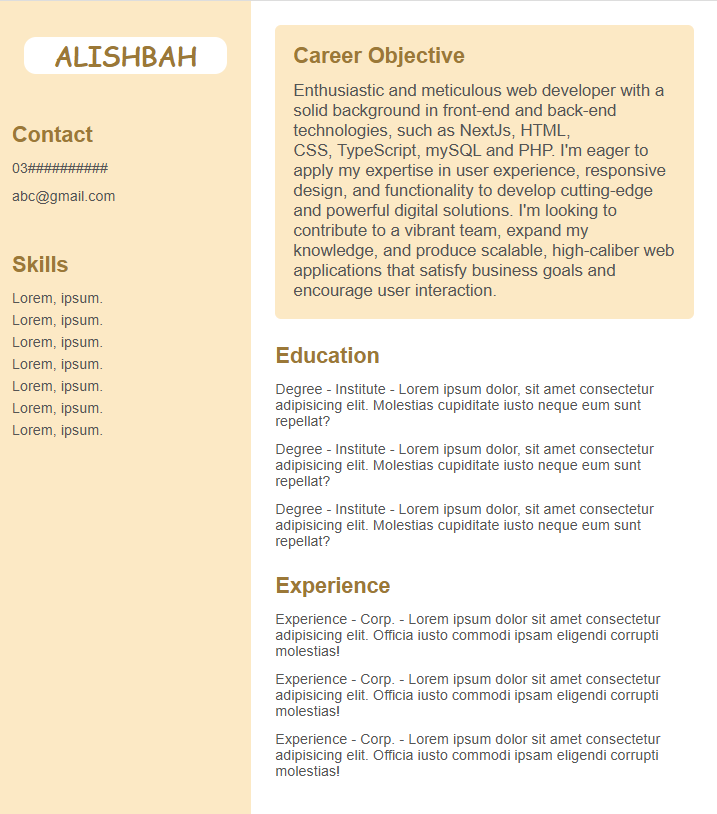 ALISHBAH
Contact
03##########
abc@gmail.com
Skills
Lorem, ipsum.
Lorem, ipsum.
Lorem, ipsum.
Lorem, ipsum.
Lorem, ipsum.
Lorem, ipsum.
Lorem, ipsum.
Career Objective
Enthusiastic and meticulous web developer with a
solid background in front-end and back-end
technologies, such as NextJs, HTML,
CSS, TypeScript, mySQL and PHP. I'm eager to
apply my expertise in user experience, responsive
design, and functionality to develop cutting-edge
and powerful digital solutions. I'm looking to
contribute to a vibrant team, expand my
knowledge, and produce scalable, high-caliber web
applications that satisfy business goals and
encourage user interaction.
Education
Degree - Institute - Lorem ipsum dolor, sit amet consectetur
adipisicing elit. Molestias cupiditate iusto neque eum sunt
repellat?
Degree - Institute - Lorem ipsum dolor, sit amet consectetur
adipisicing elit. Molestias cupiditate iusto neque eum sunt
repellat?
Degree - Institute - Lorem ipsum dolor, sit amet consectetur
adipisicing elit. Molestias cupiditate iusto neque eum sunt
repellat?
Experience
Experience - Corp. - Lorem ipsum dolor sit amet consectetur
adipisicing elit. Officia iusto commodi ipsam eligendi corrupti
molestias!
Experience - Corp. - Lorem ipsum dolor sit amet consectetur
adipisicing elit. Officia iusto commodi ipsam eligendi corrupti
molestias!
Experience - Corp. - Lorem ipsum dolor sit amet consectetur
adipisicing elit. Officia iusto commodi ipsam eligendi corrupti
molestias!